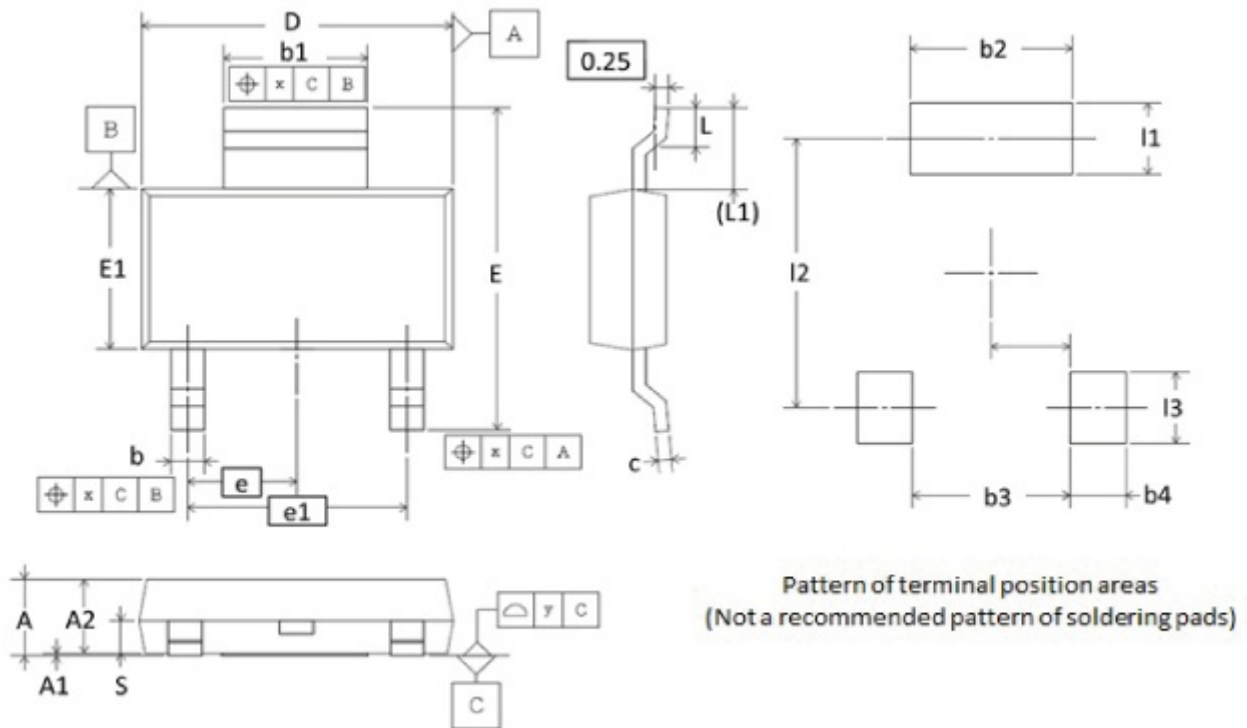 D
A
b1
⌖ x C B
0.25
b2
B
L
l1
(L1)
E1
E
l2
l3
b
⌖ x C A
c
e
b3
b4
⌖ x C B
e1
A
A2
⌓ y C
Pattern of terminal position areas
(Not a recommended pattern of soldering pads)
A1
S
C